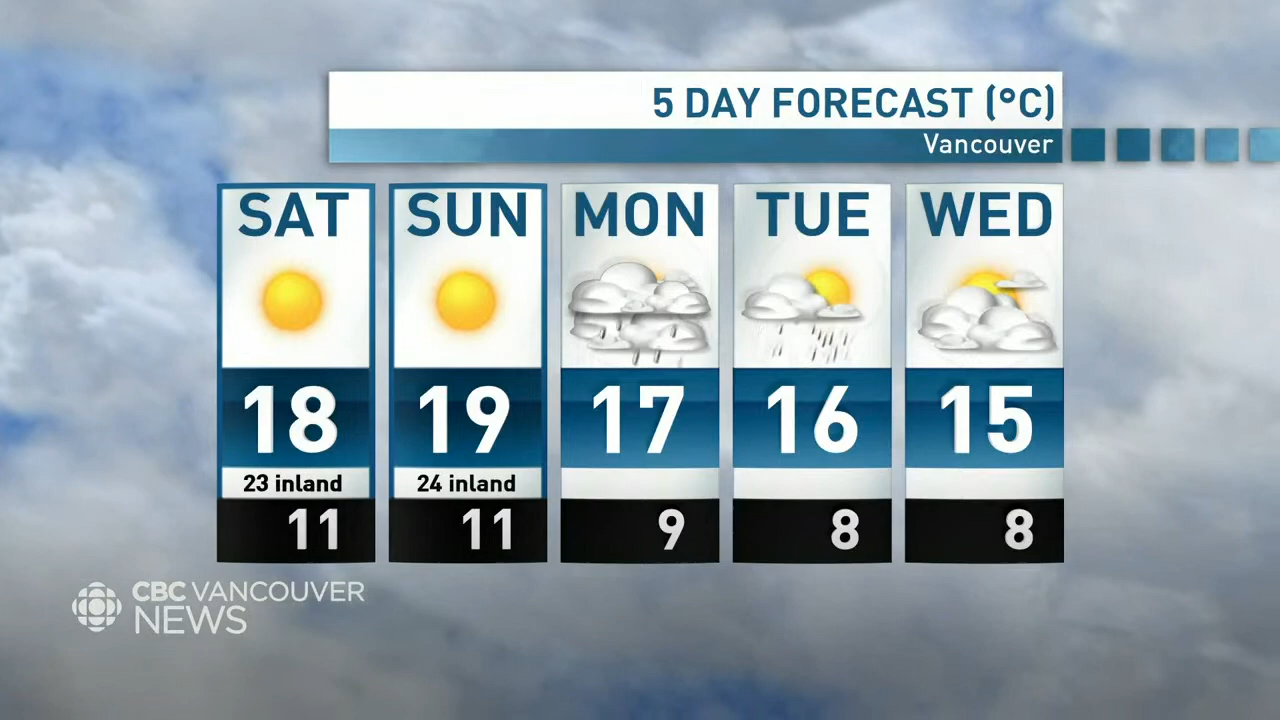 5 DAY FORECAST (°C)
Vancouver
SAT SUN MON TUE WED
18 19 17 16 15
23 inland 24 inland
11 11 9 8 8
CBC VANCOUVER
NEWS